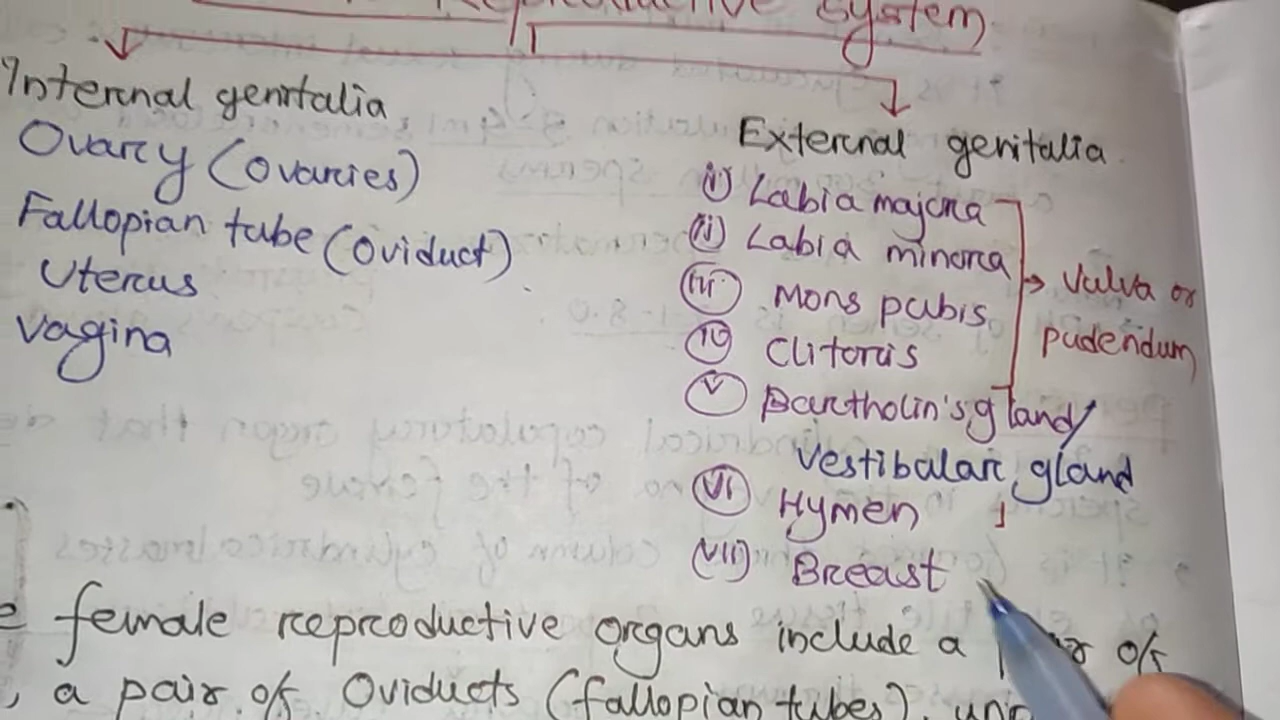 Reproductive System
Internal genitalia
Ovary (ovaries)
Fallopian tube (Oviduct)
Uterus
Vagina
External genitalia
(i) Labia majora
(ii) Labia minora
(iii) Mons pubis
(iv) Clitoris
(v) Bartholin's gland/
Vestibular gland
(vi) Hymen
(vii) Breast
Vulva or
pudendum
female reproductive organs include a of
, a pair of Oviducts (fallopian tubes),